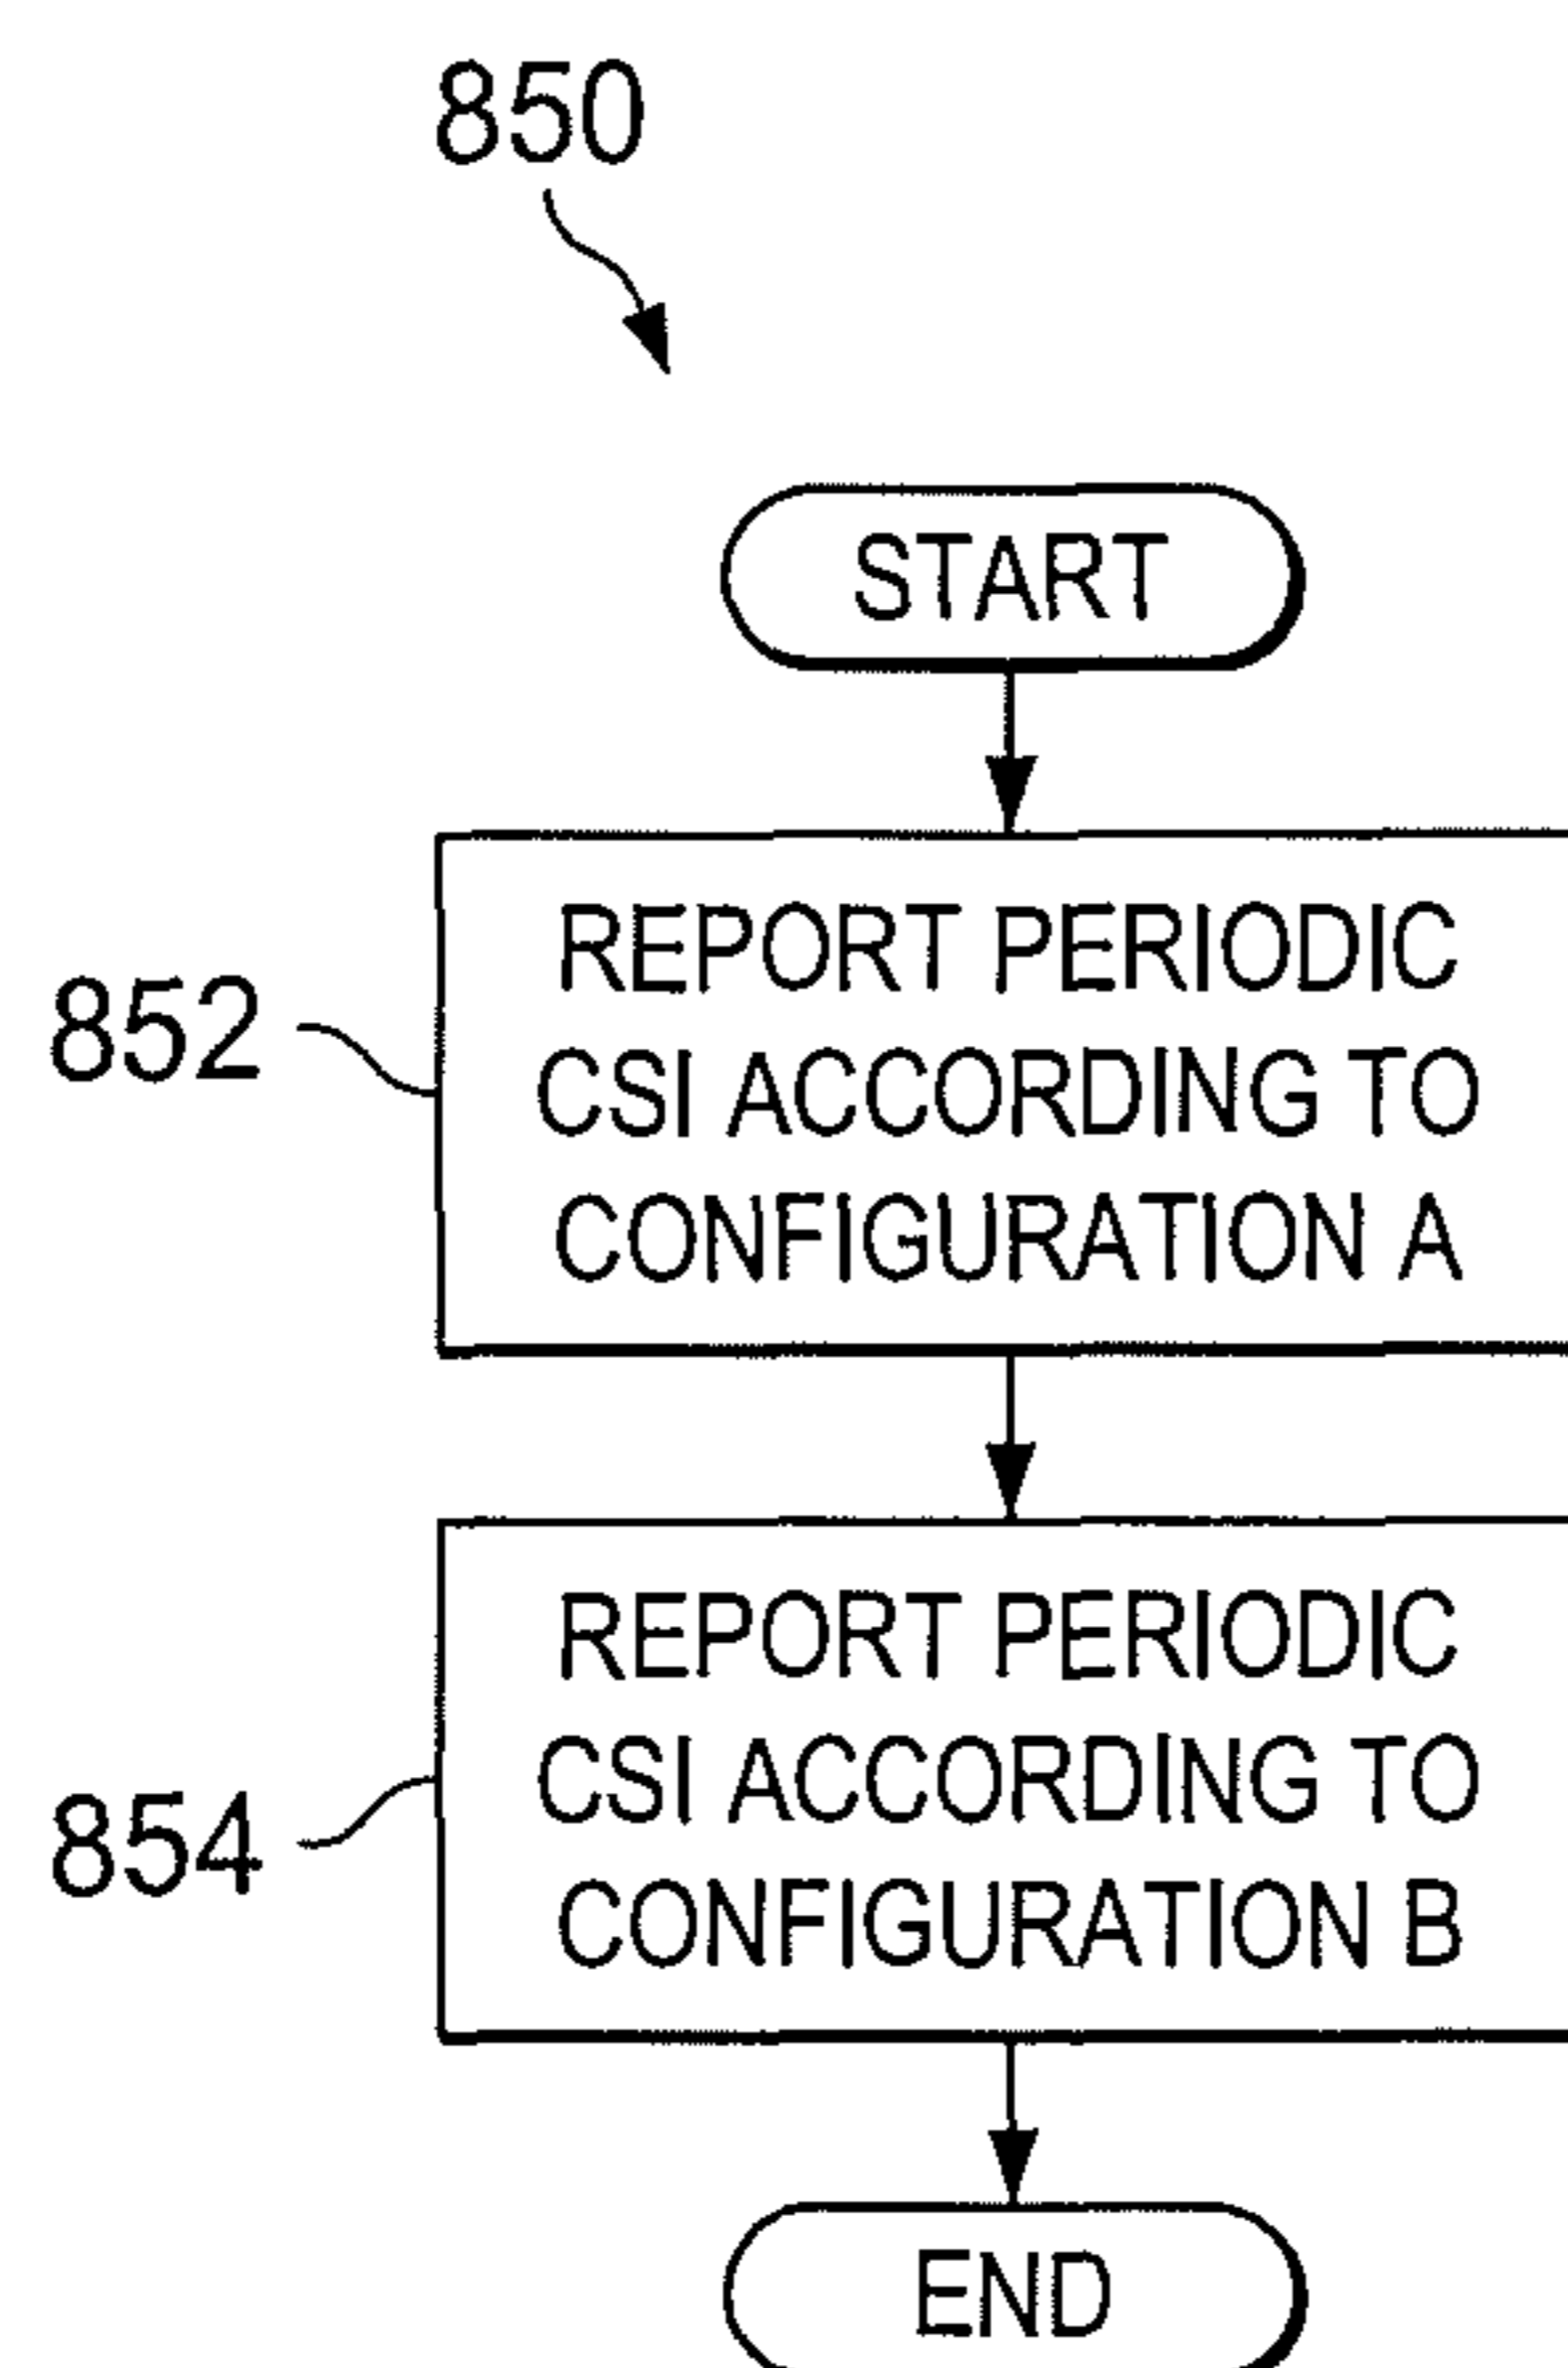 850
START
852
REPORT PERIODIC
CSI ACCORDING TO
CONFIGURATION A
854
REPORT PERIODIC
CSI ACCORDING TO
CONFIGURATION B
END